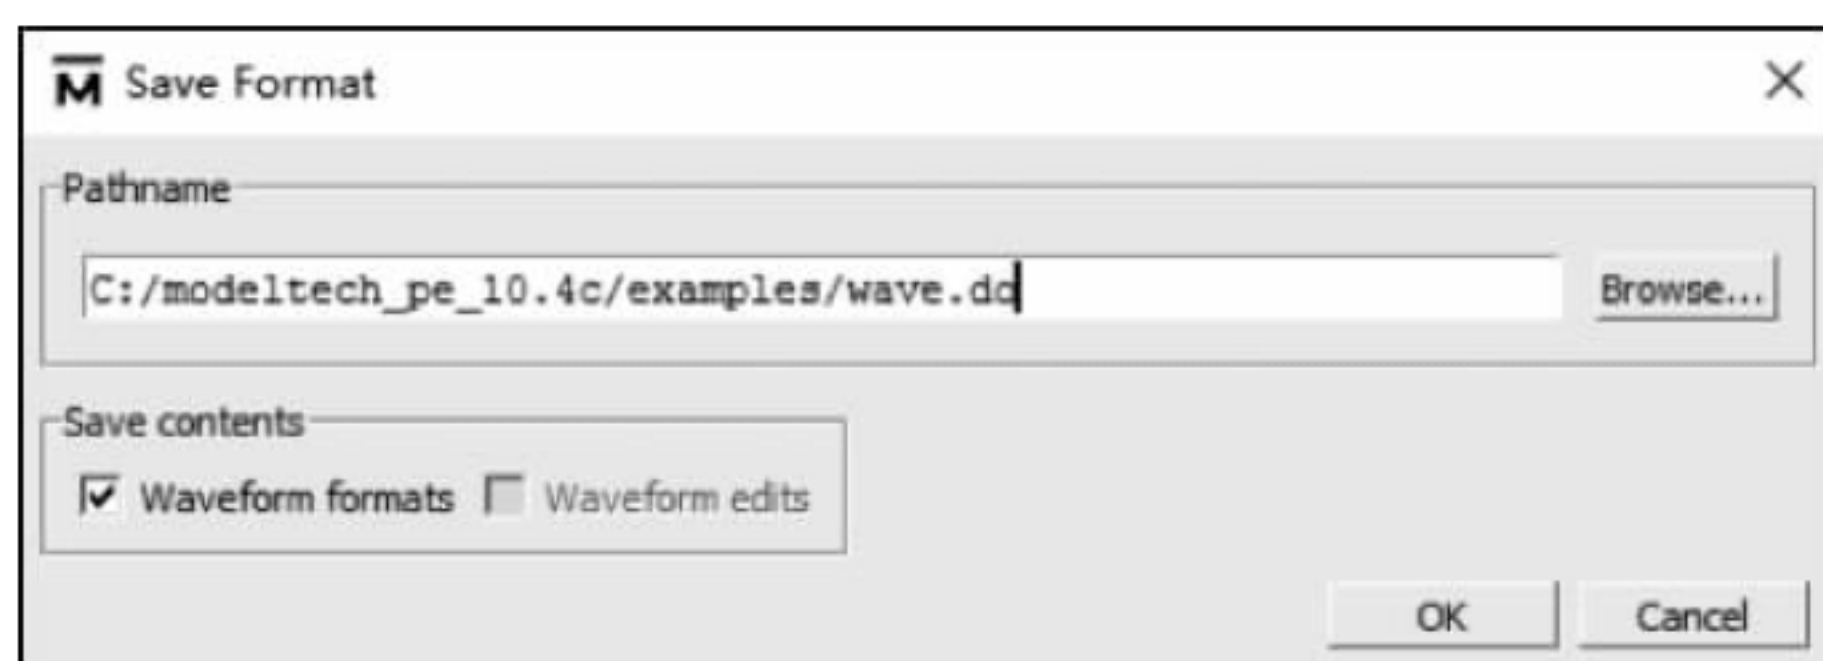 M Save Format
Pathname
C:/modeltech_pe_10.4c/examples/wave.do
Browse...
Save contents
Waveform formats Waveform edits
OK Cancel